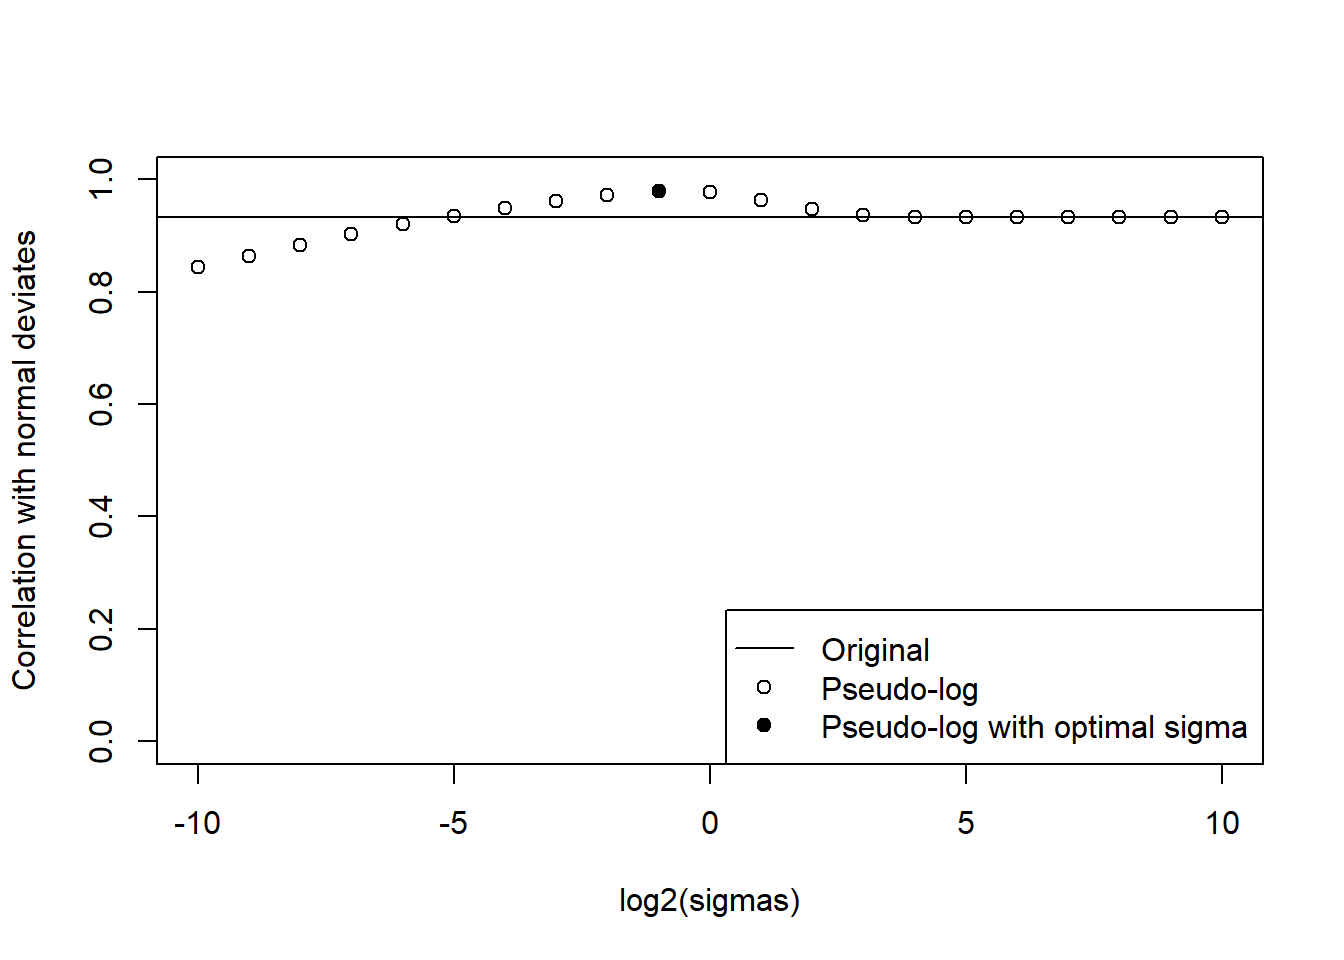 Correlation with normal deviates
1.0
0.8
0.6
0.4
0.2
0.0
Original
Pseudo-log
Pseudo-log with optimal sigma
-10
-5
0
5
10
log2(sigmas)